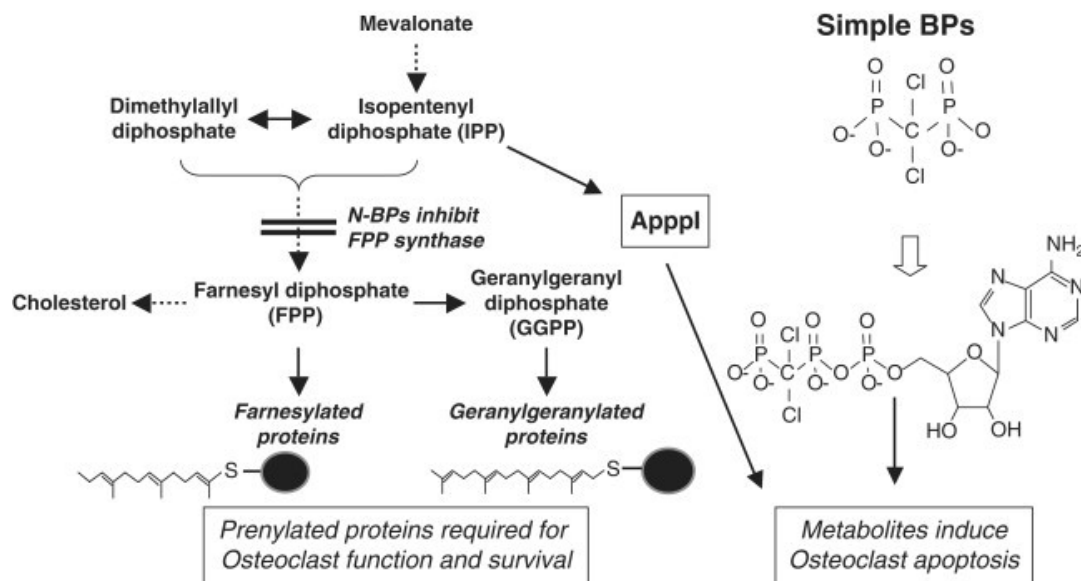 Mevalonate
Dimethylallyl
diphosphate
Isopentenyl
diphosphate (IPP)
N-BPs inhibit
FPP synthase
ApppI
Cholesterol
Farnesyl diphosphate
(FPP)
Geranylgeranyl
diphosphate
(GGPP)
Farnesylated
proteins
Geranylgeranylated
proteins
S
S
Prenylated proteins required for
Osteoclast function and survival
Simple BPs
O Cl O
P P
O- C O
O- O-
Cl
NH2
N N
N N
O O O
Cl
P P P
O- C O O
O- O- O-
Cl
O
HO OH
Metabolites induce
Osteoclast apoptosis